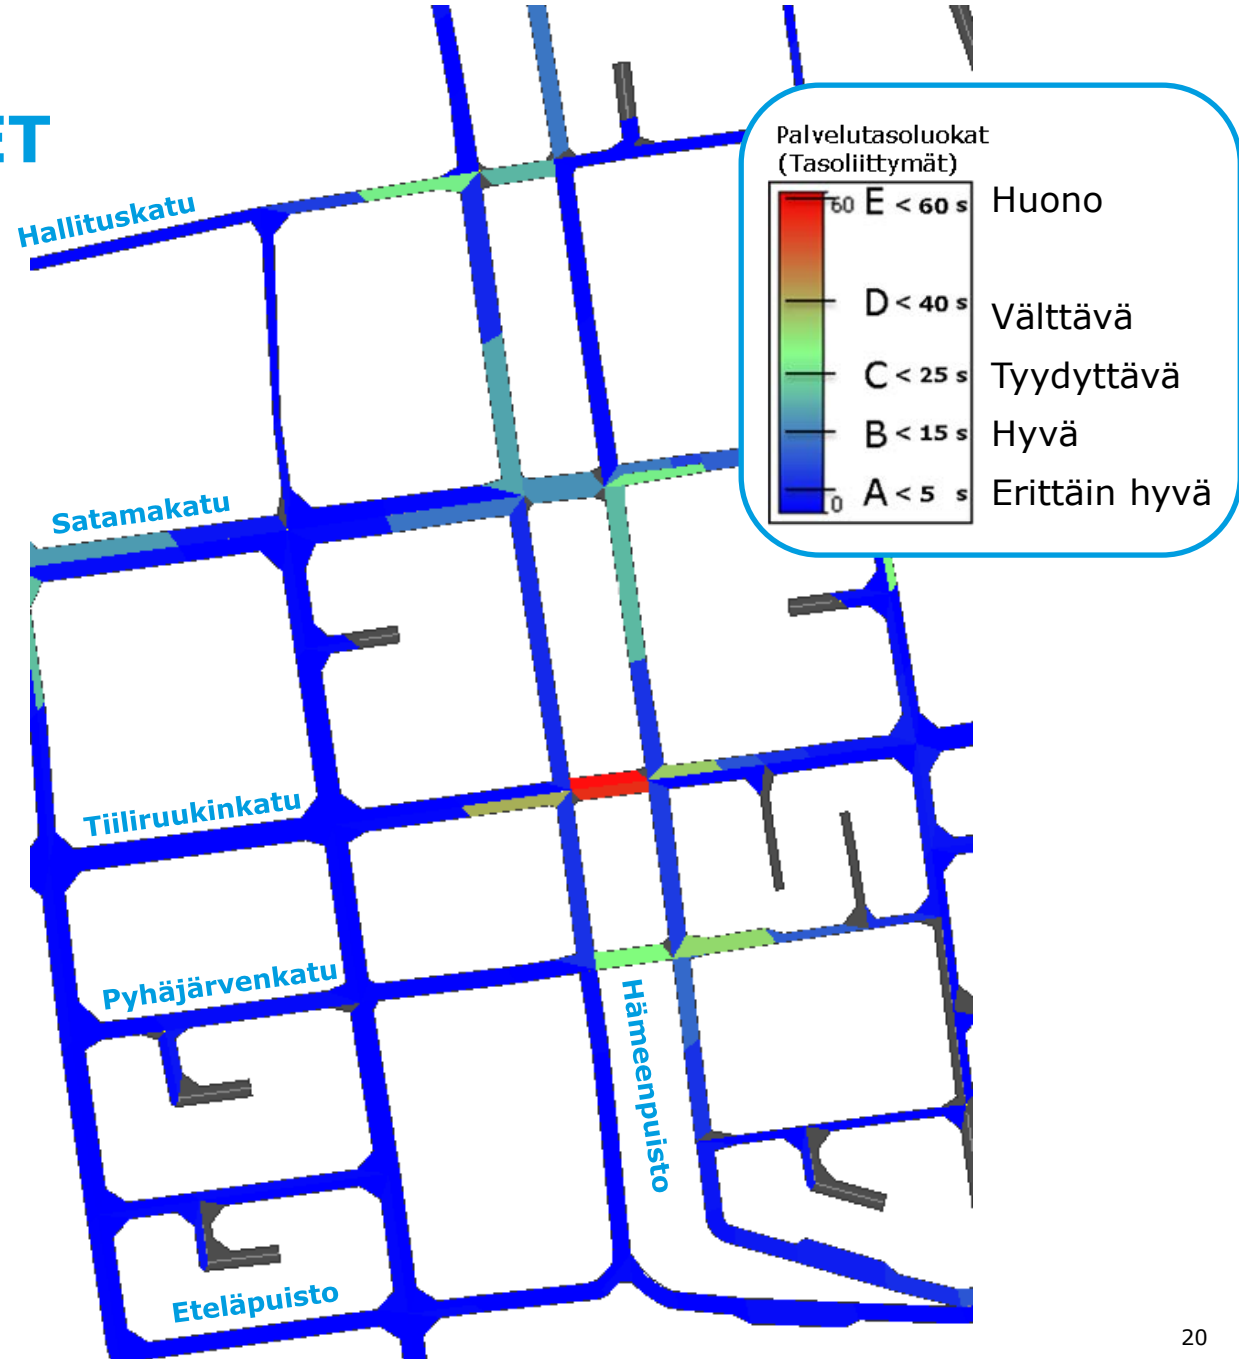 ET
Hallituskatu
Palvelutasoluokat
(Tasoliittymät)
60 E < 60 s Huono
D < 40 s Välttävä
C < 25 s Tyydyttävä
B < 15 s Hyvä
0 A < 5 s Erittäin hyvä
Satamakatu
Tiiliruukinkatu
Pyhäjärvenkatu
Hämeenpuisto
Eteläpuisto
20